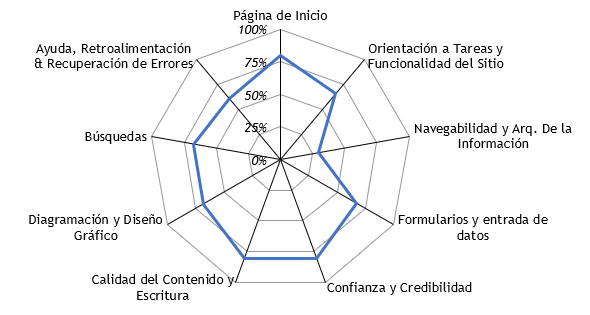 Página de Inicio
100%
75%
50%
25%
0%
Orientación a Tareas y
Funcionalidad del Sitio
Navegabilidad y Arq. De la
Información
Formularios y entrada de
datos
Confianza y Credibilidad
Calidad del Contenido y
Escritura
Diagramación y Diseño
Gráfico
Búsquedas
Ayuda, Retroalimentación
& Recuperación de Errores